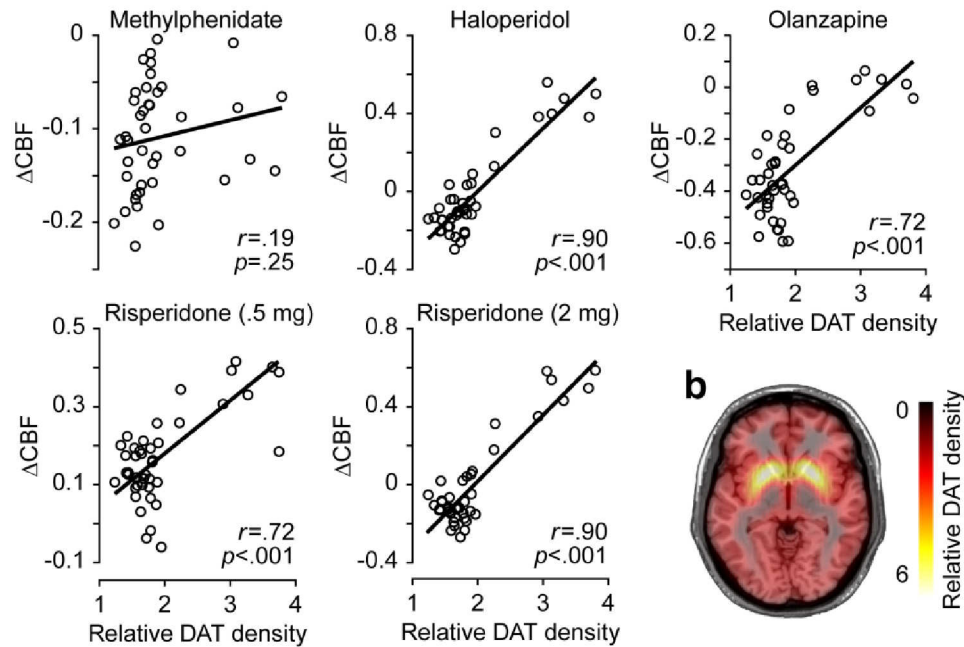 Methylphenidate
0
-0.1
-0.2
ΔCBF
r=.19
p=.25
Haloperidol
0.8
0.4
0
-0.4
ΔCBF
r=.90
p<.001
Olanzapine
0.2
0
-0.2
-0.4
-0.6
ΔCBF
r=.72
p<.001
1 2 3 4
Relative DAT density
Risperidone (.5 mg)
0.5
0.3
0.1
-0.1
ΔCBF
r=.72
p<.001
1 2 3 4
Relative DAT density
Risperidone (2 mg)
0.8
0.4
0
-0.4
ΔCBF
r=.90
p<.001
1 2 3 4
Relative DAT density
b
0
6
Relative DAT density